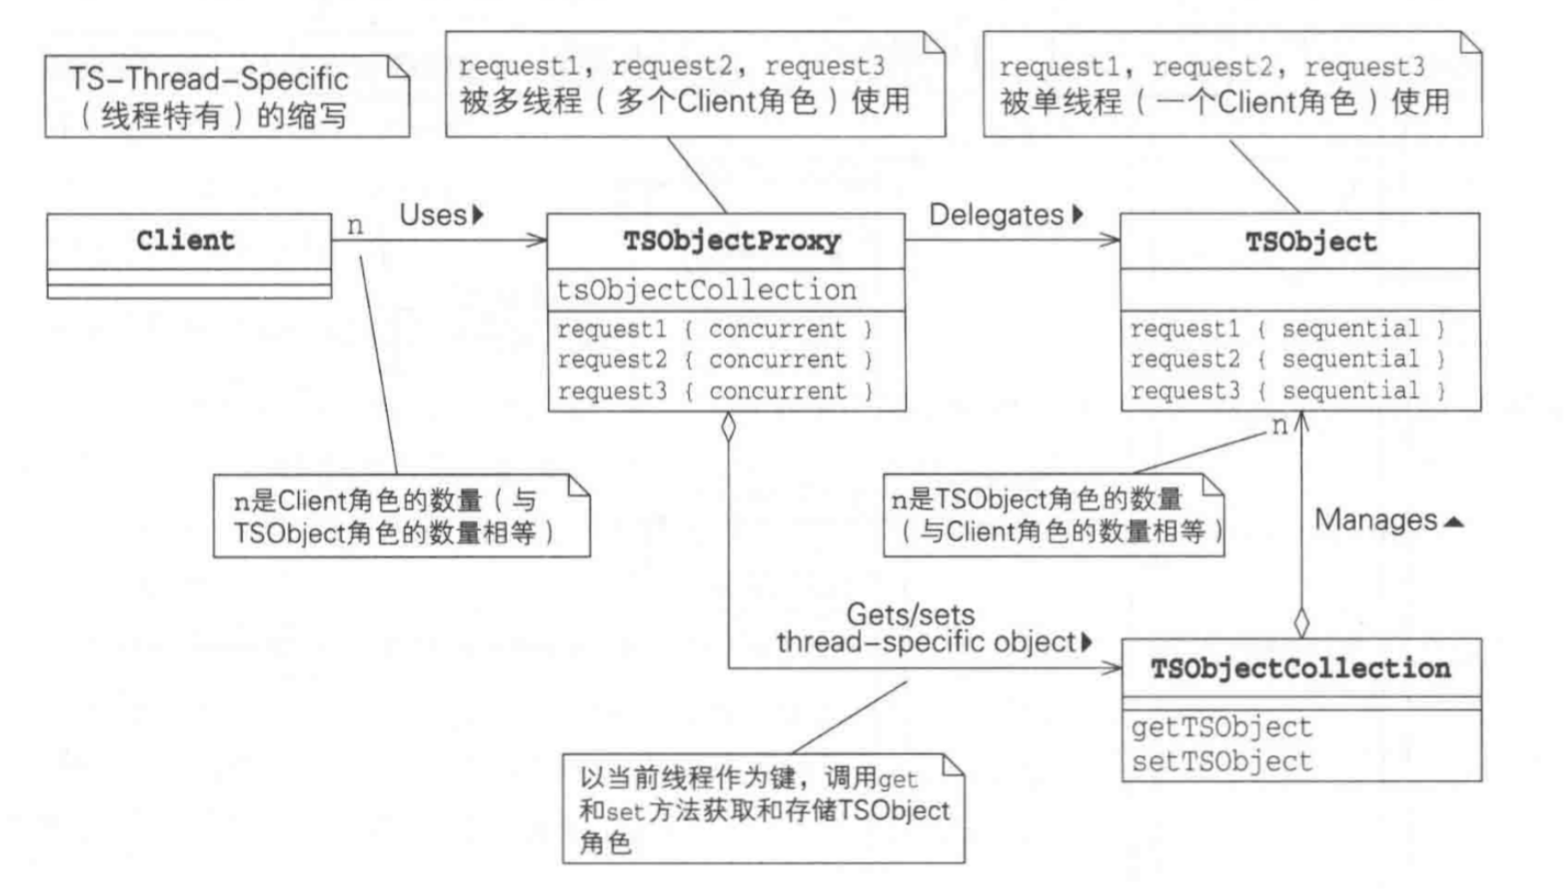 TS-Thread-Specific
（线程特有）的缩写
request1, request2, request3
被多线程（多个Client角色）使用
request1, request2, request3
被单线程（一个Client角色）使用
Client
n
Uses▶
TSObjectProxy
tsObjectCollection
request1 { concurrent }
request2 { concurrent }
request3 { concurrent }
Delegates▶
TSObject
request1 { sequential }
request2 { sequential }
request3 { sequential }
n
n是Client角色的数量（与
TSObject角色的数量相等）
n是TSObject角色的数量
（与Client角色的数量相等）
Manages▲
Gets/sets
thread-specific object▶
TSObjectCollection
getTSObject
setTSObject
以当前线程作为键，调用get
和set方法获取和存储TSObject
角色